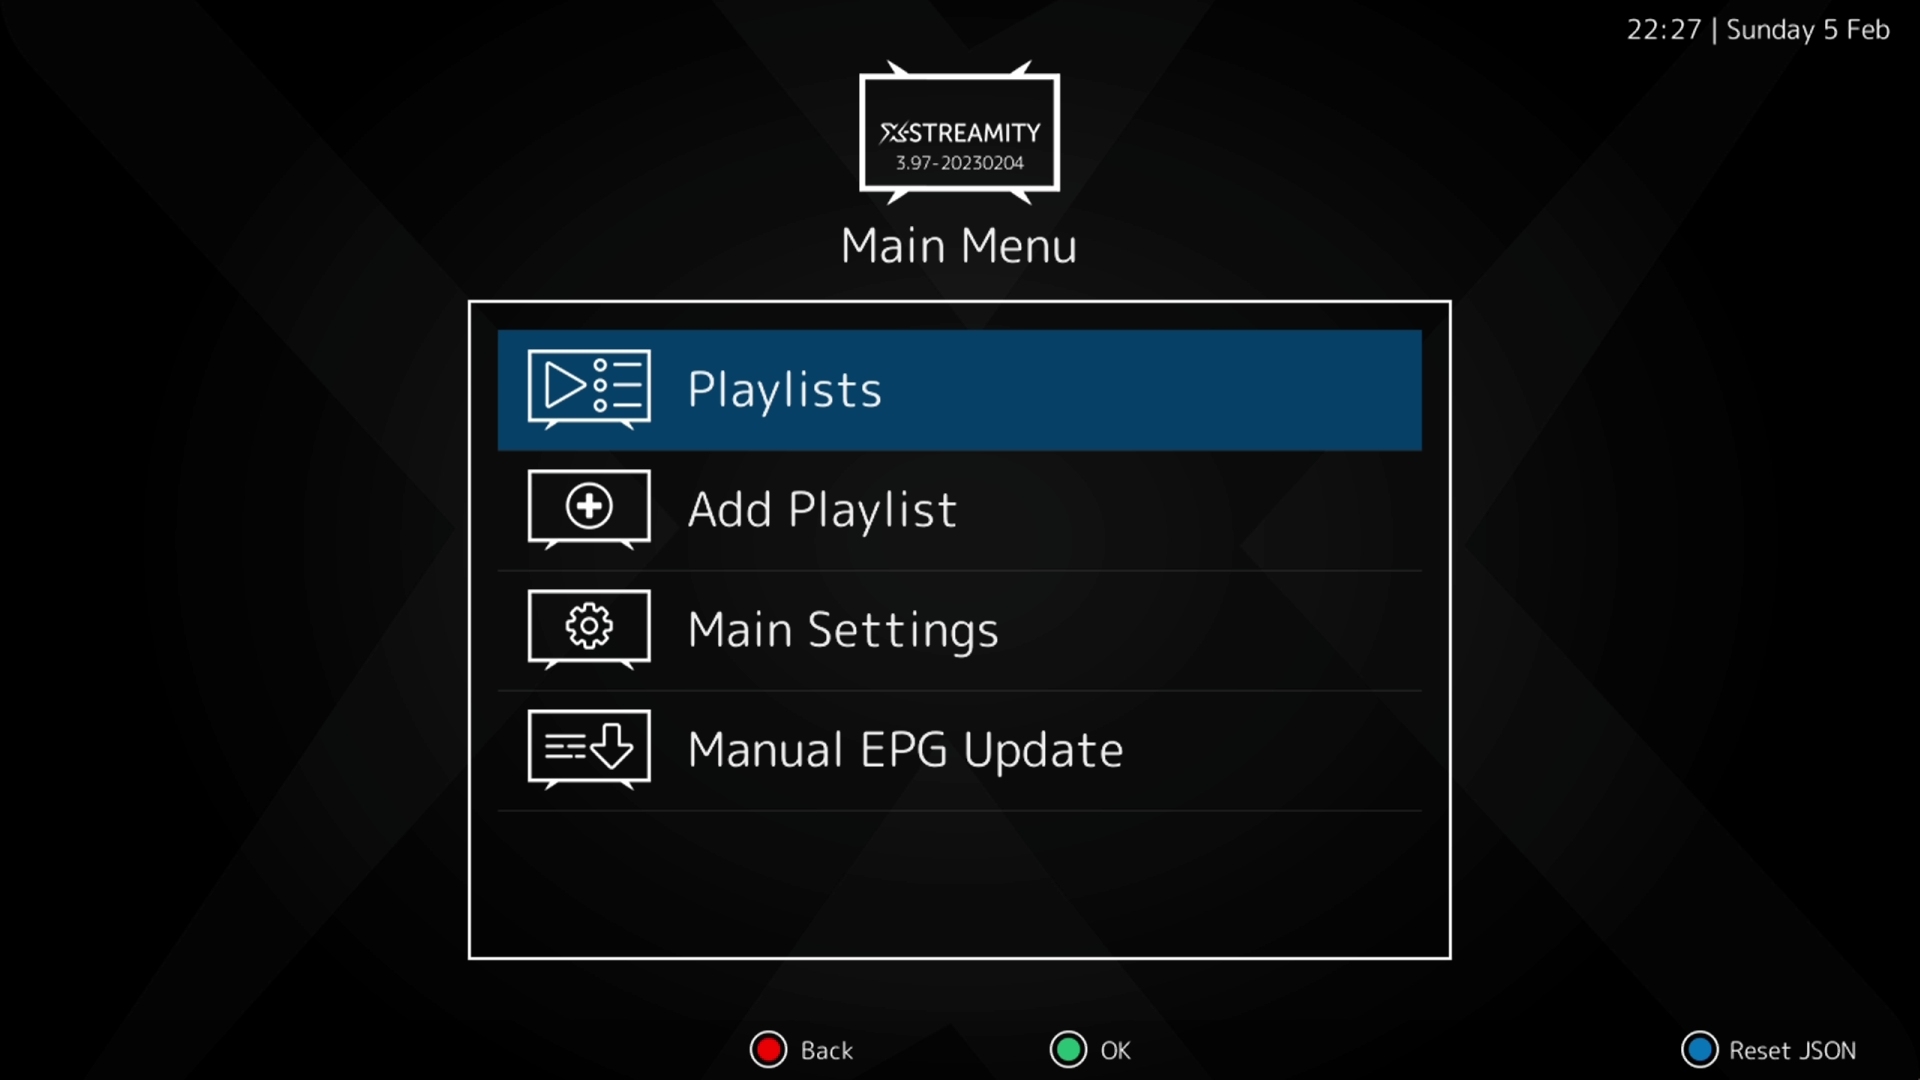 22:27 | Sunday 5 Feb
X-STREAMITY
3.97-20230204
Main Menu
Playlists
Add Playlist
Main Settings
Manual EPG Update
Back
OK
Reset JSON